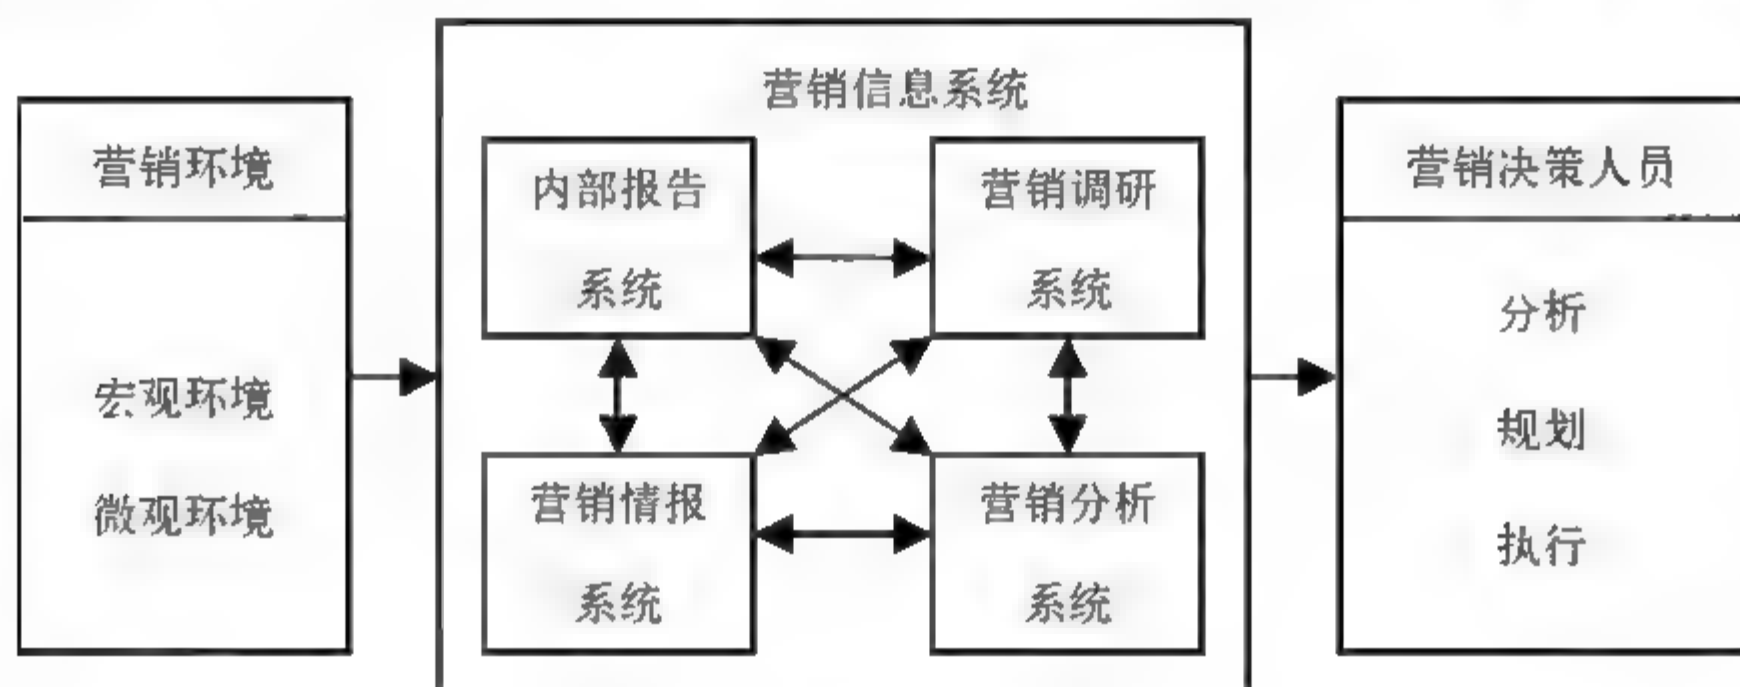 营销环境
宏观环境
微观环境
营销信息系统
内部报告
系统
营销调研
系统
营销情报
系统
营销分析
系统
营销决策人员
分析
规划
执行